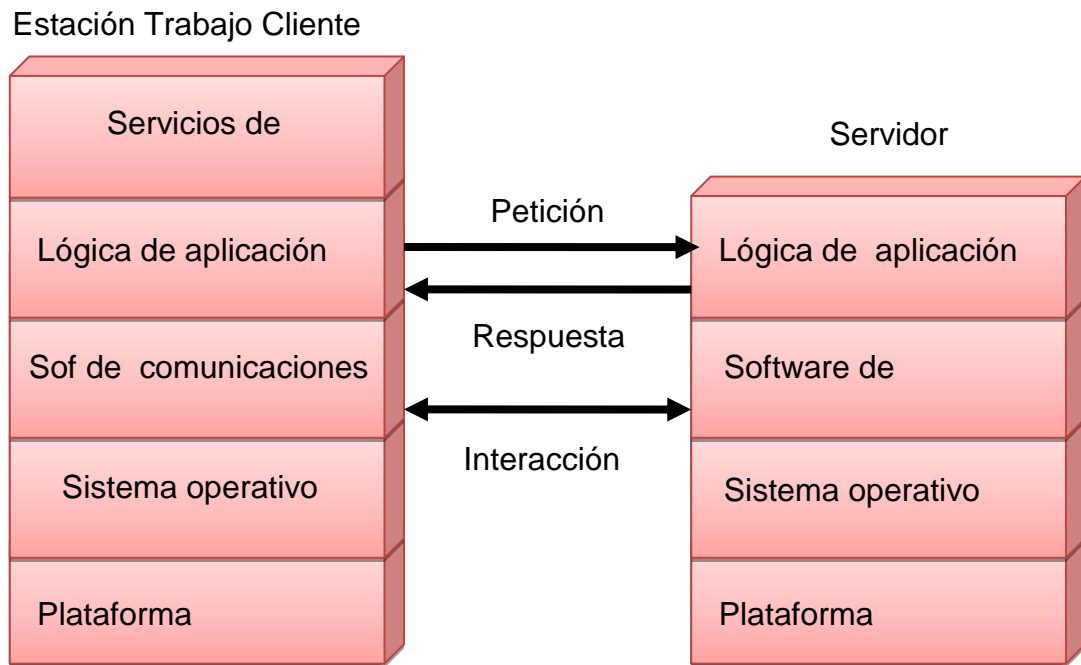 Estación Trabajo Cliente
Servicios de
Lógica de aplicación
Sof de comunicaciones
Sistema operativo
Plataforma
Petición
Respuesta
Interacción
Servidor
Lógica de aplicación
Software de
Sistema operativo
Plataforma